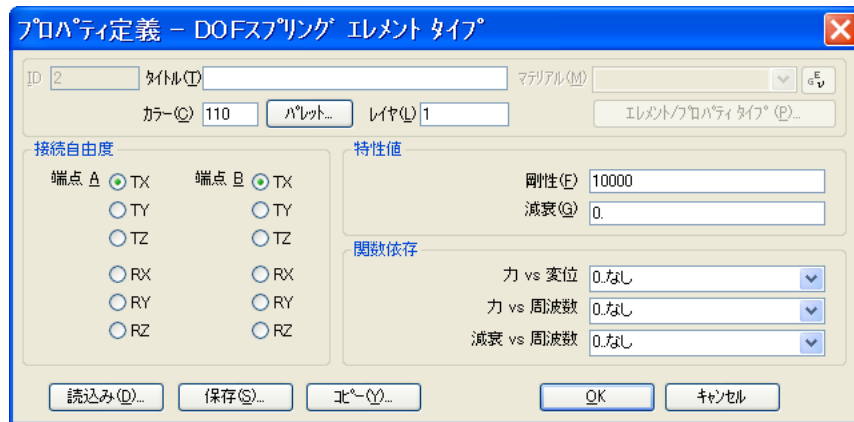 プロパティ定義 - DOFスプリング エレメント タイプ
ID 2 タイトル(T) マテリアル(M)
カラー(C) 110 パレット... レイヤ(L) 1 エレメント/プロパティ タイプ(P)...
接続自由度 特性値
端点 A TX 端点 B TX 剛性(F) 10000
TY TY 減衰(G) 0.
TZ TZ
関数依存
RX RX 力 vs 変位 0..なし
RY RY 力 vs 周波数 0..なし
RZ RZ 減衰 vs 周波数 0..なし
読込み(D)... 保存(S)... コピー(Y)... OK キャンセル